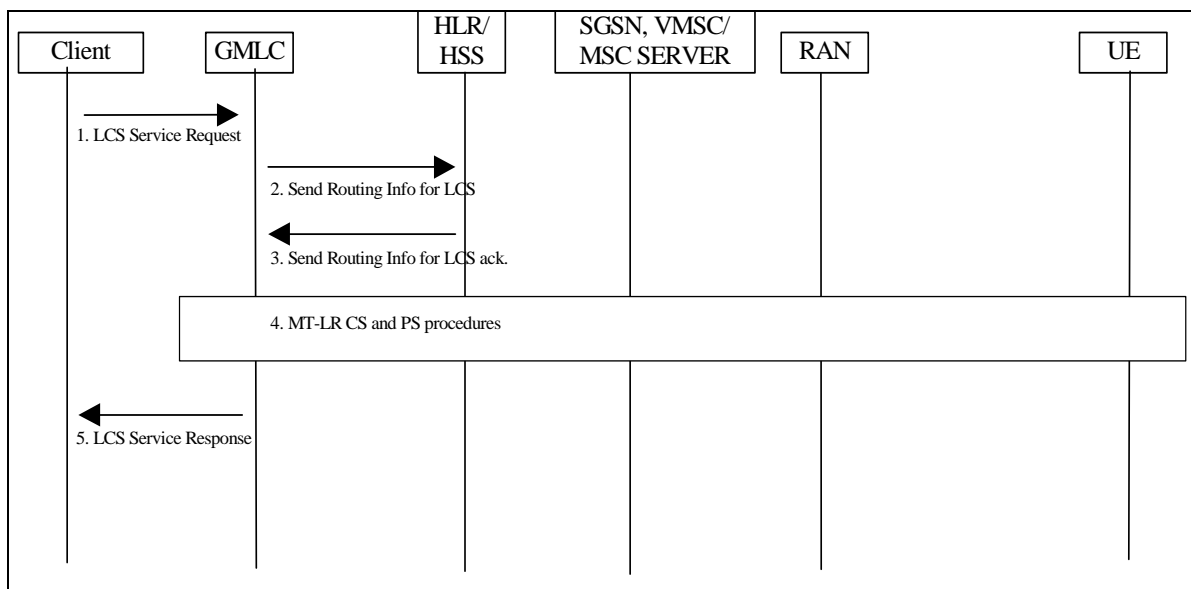 Client
GMLC
HLR/
HSS
SGSN, VMSC/
MSC SERVER
RAN
UE
1. LCS Service Request
2. Send Routing Info for LCS
3. Send Routing Info for LCS ack.
4. MT-LR CS and PS procedures
5. LCS Service Response